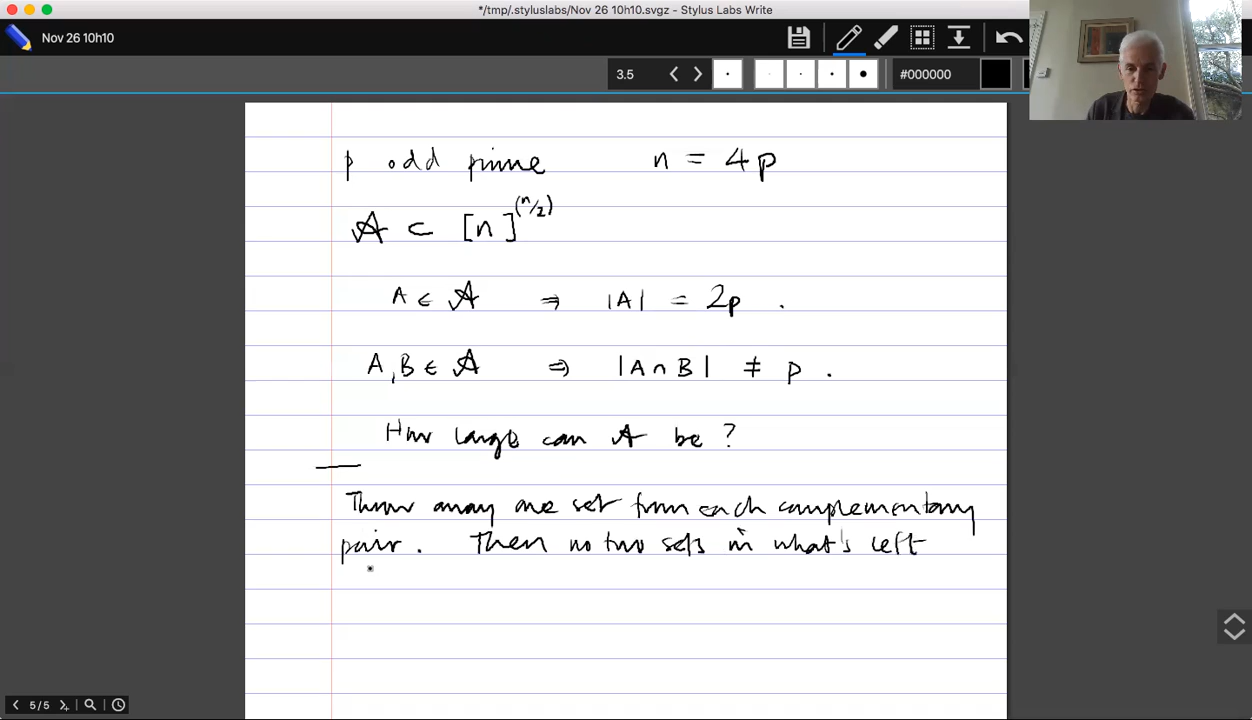 */tmp/.styluslabs/Nov 26 10h10.svgz - Stylus Labs Write
Nov 26 10h10
3.5
#000000
p odd prime n = 4p
𝒜 ⊂ [n]^(n/2)
A ∈ 𝒜 ⇒ |A| = 2p .
A, B ∈ 𝒜 ⇒ |A ∩ B| ≠ p .
How large can 𝒜 be ?
Throw away one set from each complementary
pair. Then no two sets in what's left
5/5